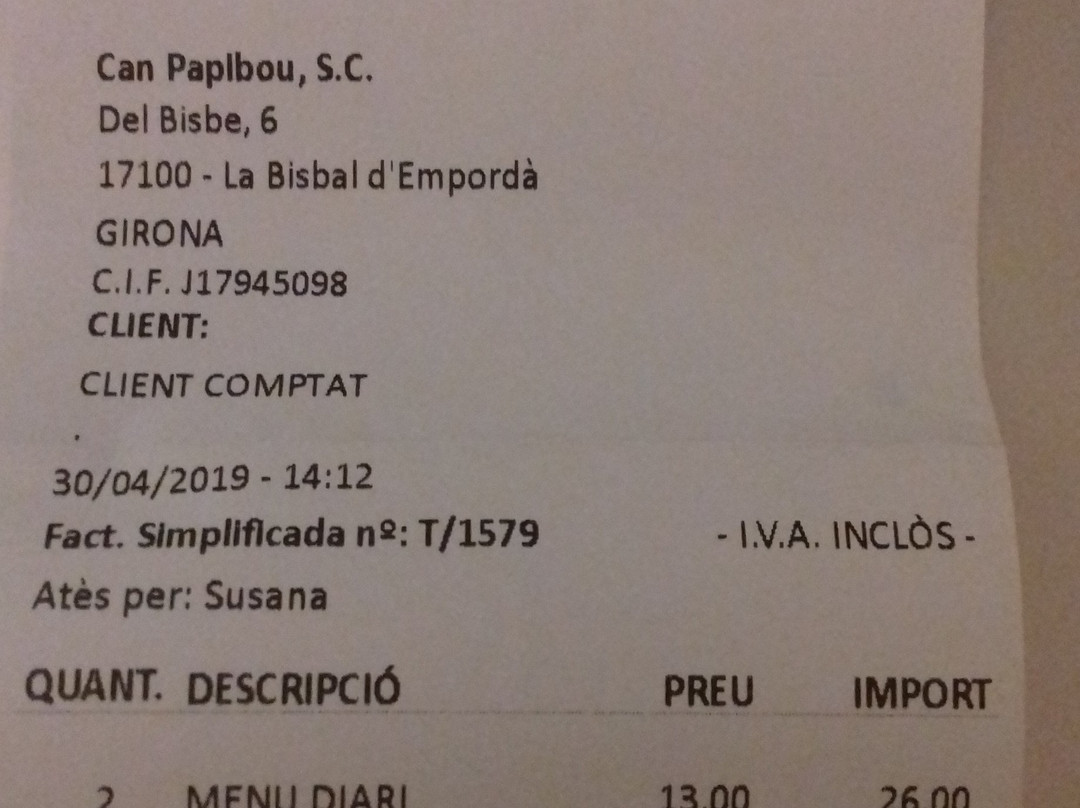 Can Papibou, S.C.
Del Bisbe, 6
17100 - La Bisbal d'Empordà
GIRONA
C.I.F. J17945098
CLIENT:
CLIENT COMPTAT
.
30/04/2019 - 14:12
Fact. Simplificada nº: T/1579 - I.V.A. INCLÒS -
Atès per: Susana
QUANT. DESCRIPCIÓ PREU IMPORT
2 MENU DIARI 13.00 26.00